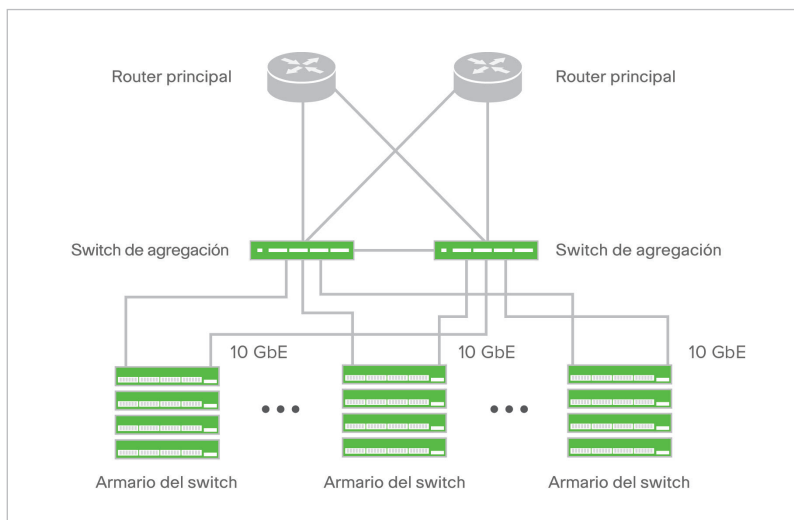 Router principal
Router principal
Switch de agregación
Switch de agregación
10 GbE
10 GbE
10 GbE
Armario del switch
Armario del switch
Armario del switch